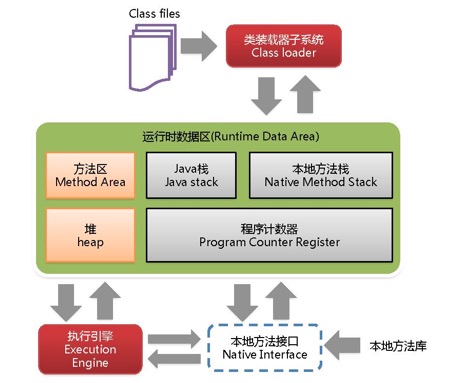 Class files
类装载器子系统
Class loader
运行时数据区(Runtime Data Area)
方法区
Method Area
Java栈
Java stack
本地方法栈
Native Method Stack
堆
heap
程序计数器
Program Counter Register
执行引擎
Execution
Engine
本地方法接口
Native Interface
本地方法库